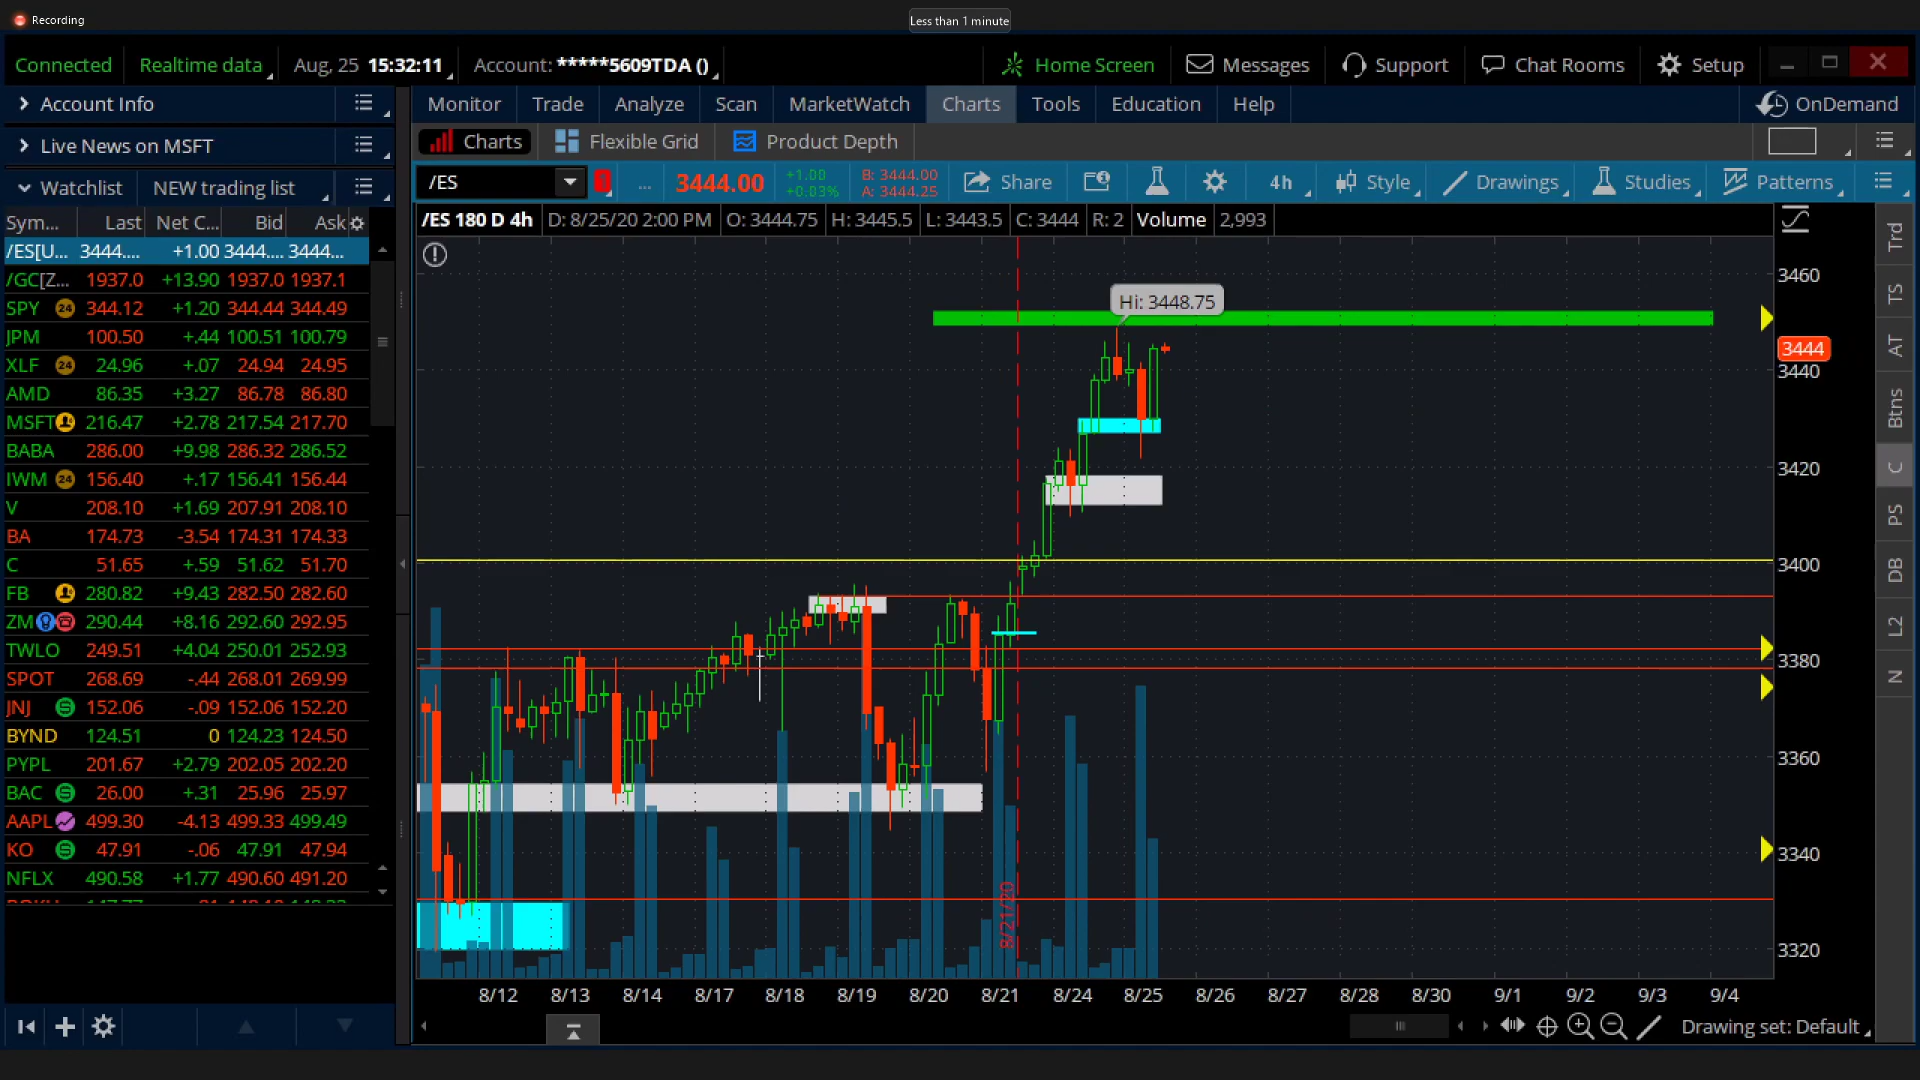 Recording
Less than 1 minute
Connected Realtime data Aug, 25 15:32:11 Account: *****5609TDA () Home Screen Messages Support Chat Rooms Setup
Account Info
Live News on MSFT
Watchlist NEW trading list
Monitor Trade Analyze Scan MarketWatch Charts Tools Education Help OnDemand
Charts Flexible Grid Product Depth
/ES ... 3444.00 +1.00 +0.03% B: 3444.00 A: 3444.25 Share 4h Style Drawings Studies Patterns
/ES 180 D 4h D: 8/25/20 2:00 PM O: 3444.75 H: 3445.5 L: 3443.5 C: 3444 R: 2 Volume 2,993
Sym... Last Net C... Bid Ask
/ES[U... 3444.... +1.00 3444.... 3444...
/GC[Z... 1937.0 +13.90 1937.0 1937.1
SPY 24 344.12 +1.20 344.44 344.49
JPM 100.50 +.44 100.51 100.79
XLF 24 24.96 +.07 24.94 24.95
AMD 86.35 +3.27 86.78 86.80
MSFT 216.47 +2.78 217.54 217.70
BABA 286.00 +9.98 286.32 286.52
IWM 24 156.40 +.17 156.41 156.44
V 208.10 +1.69 207.91 208.10
BA 174.73 -3.54 174.31 174.33
C 51.65 +.59 51.62 51.70
FB 280.82 +9.43 282.50 282.60
ZM 290.44 +8.16 292.60 292.95
TWLO 249.51 +4.04 250.01 252.93
SPOT 268.69 -.44 268.01 269.99
JNJ 152.06 -.09 152.06 152.20
BYND 124.51 0 124.23 124.50
PYPL 201.67 +2.79 202.05 202.20
BAC 26.00 +.31 25.96 25.97
AAPL 499.30 -4.13 499.33 499.49
KO 47.91 -.06 47.91 47.94
NFLX 490.58 +1.77 490.60 491.20
Hi: 3448.75
3460
3444
3440
3420
3400
3380
3360
3340
3320
8/21/20
8/12 8/13 8/14 8/17 8/18 8/19 8/20 8/21 8/24 8/25 8/26 8/27 8/28 8/30 9/1 9/2 9/3 9/4
Drawing set: Default
Trd
TS
AT
Btns
C
PS
DB
L2
N